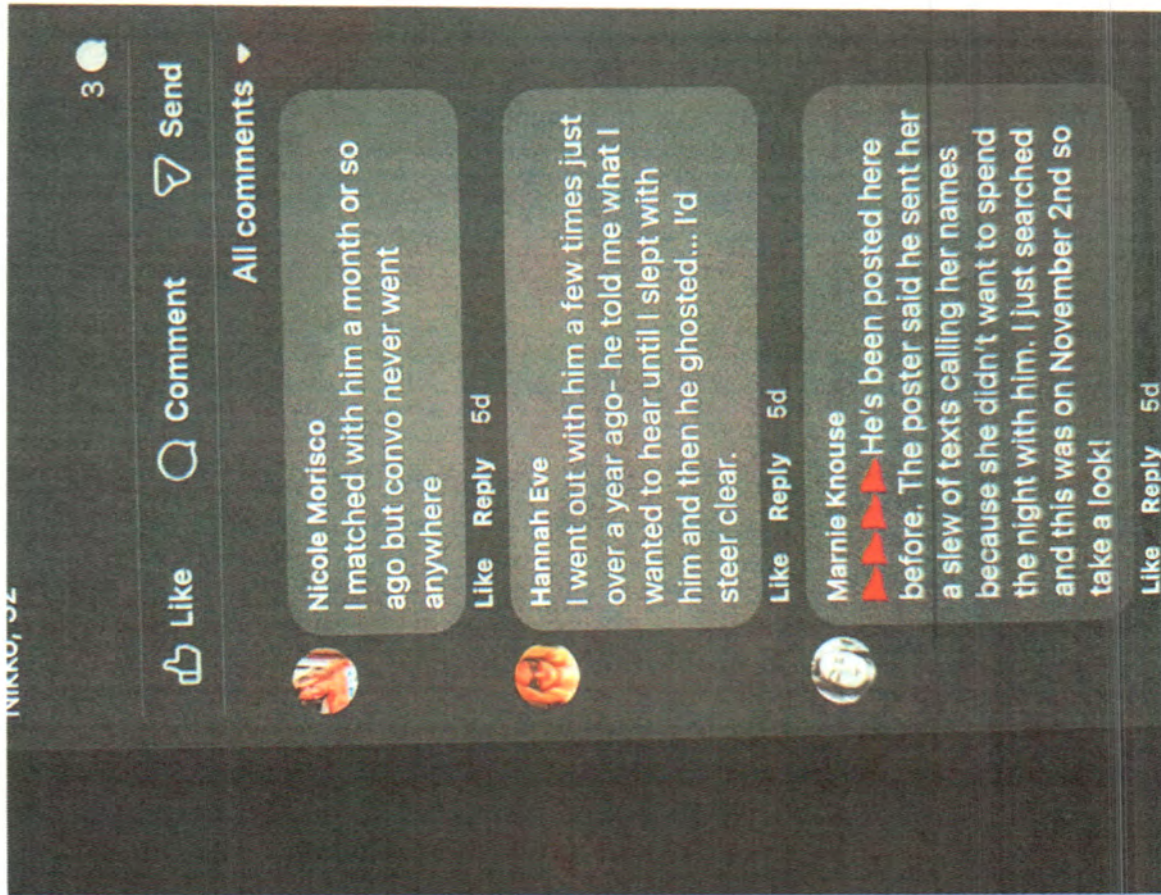 3
Like Comment Send
All comments
Nicole Morisco
I matched with him a month or so
ago but convo never went
anywhere
Like Reply 5d
Hannah Eve
I went out with him a few times just
over a year ago- he told me what I
wanted to hear until I slept with
him and then he ghosted... I'd
steer clear.
Like Reply 5d
Marnie Knouse
🔺🔺🔺🔺He's been posted here
before. The poster said he sent her
a slew of texts calling her names
because she didn't want to spend
the night with him. I just searched
and this was on November 2nd so
take a look!
Like Reply 5d